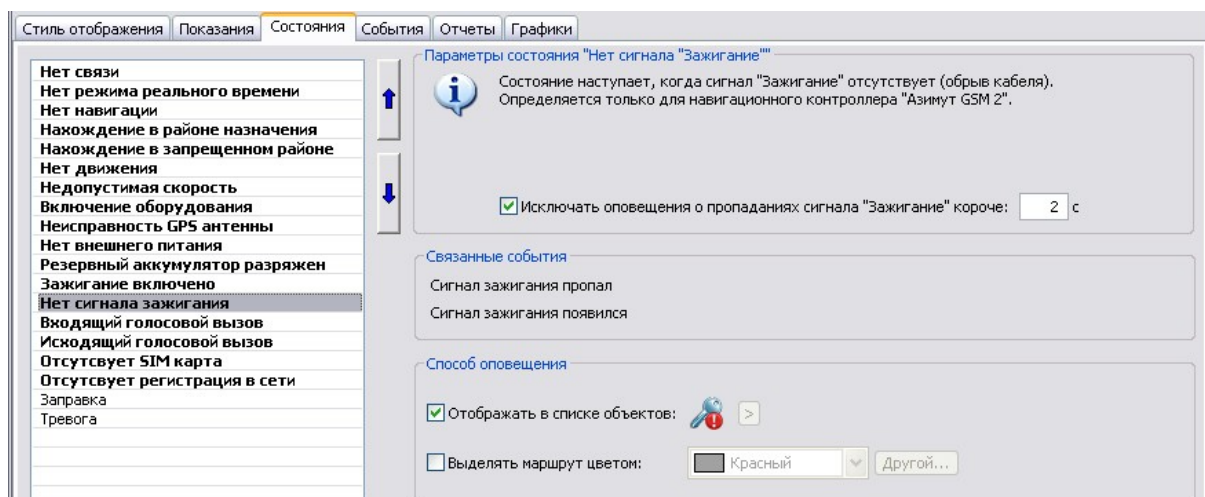 Стиль отображения Показания Состояния События Отчеты Графики
Нет связи
Нет режима реального времени
Нет навигации
Нахождение в районе назначения
Нахождение в запрещенном районе
Нет движения
Недопустимая скорость
Включение оборудования
Неисправность GPS антенны
Нет внешнего питания
Резервный аккумулятор разряжен
Зажигание включено
Нет сигнала зажигания
Входящий голосовой вызов
Исходящий голосовой вызов
Отсутсвует SIM карта
Отсутсвует регистрация в сети
Заправка
Тревога
Параметры состояния "Нет сигнала "Зажигание""
Состояние наступает, когда сигнал "Зажигание" отсутствует (обрыв кабеля).
Определяется только для навигационного контроллера "Азимут GSM 2".
Исключать оповещения о пропаданиях сигнала "Зажигание" короче: 2 с
Связанные события
Сигнал зажигания пропал
Сигнал зажигания появился
Способ оповещения
Отображать в списке объектов: >
Выделять маршрут цветом: Красный Другой...